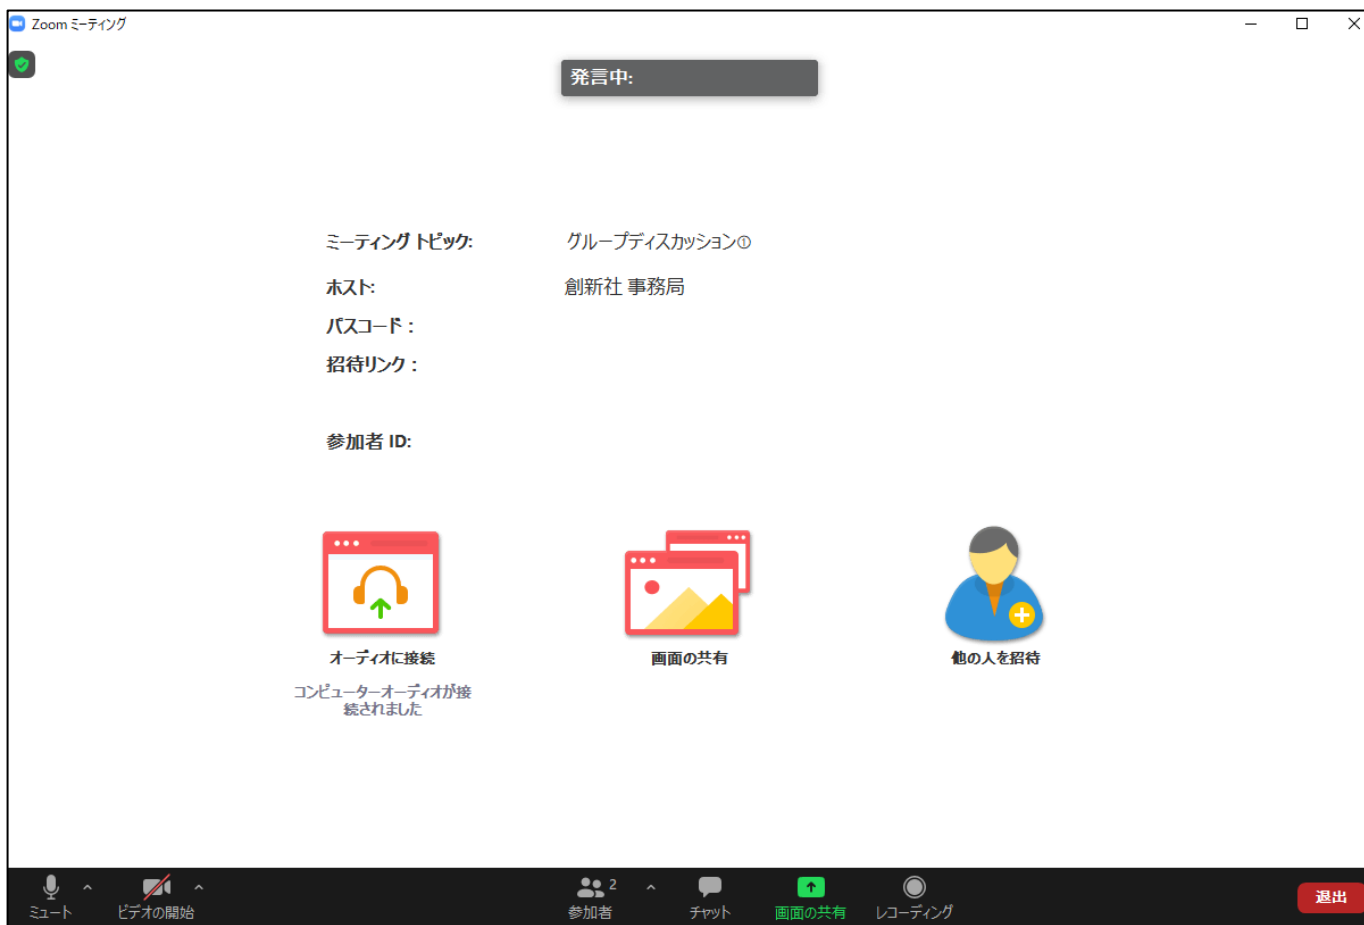 Zoom ミーティング
発言中:
ミーティング トピック: グループディスカッション①
ホスト: 創新社 事務局
パスコード：
招待リンク：
参加者 ID:
オーディオに接続
画面の共有
他の人を招待
コンピューターオーディオが接
続されました
2
ミュート
ビデオの開始
参加者
チャット
画面の共有
レコーディング
退出